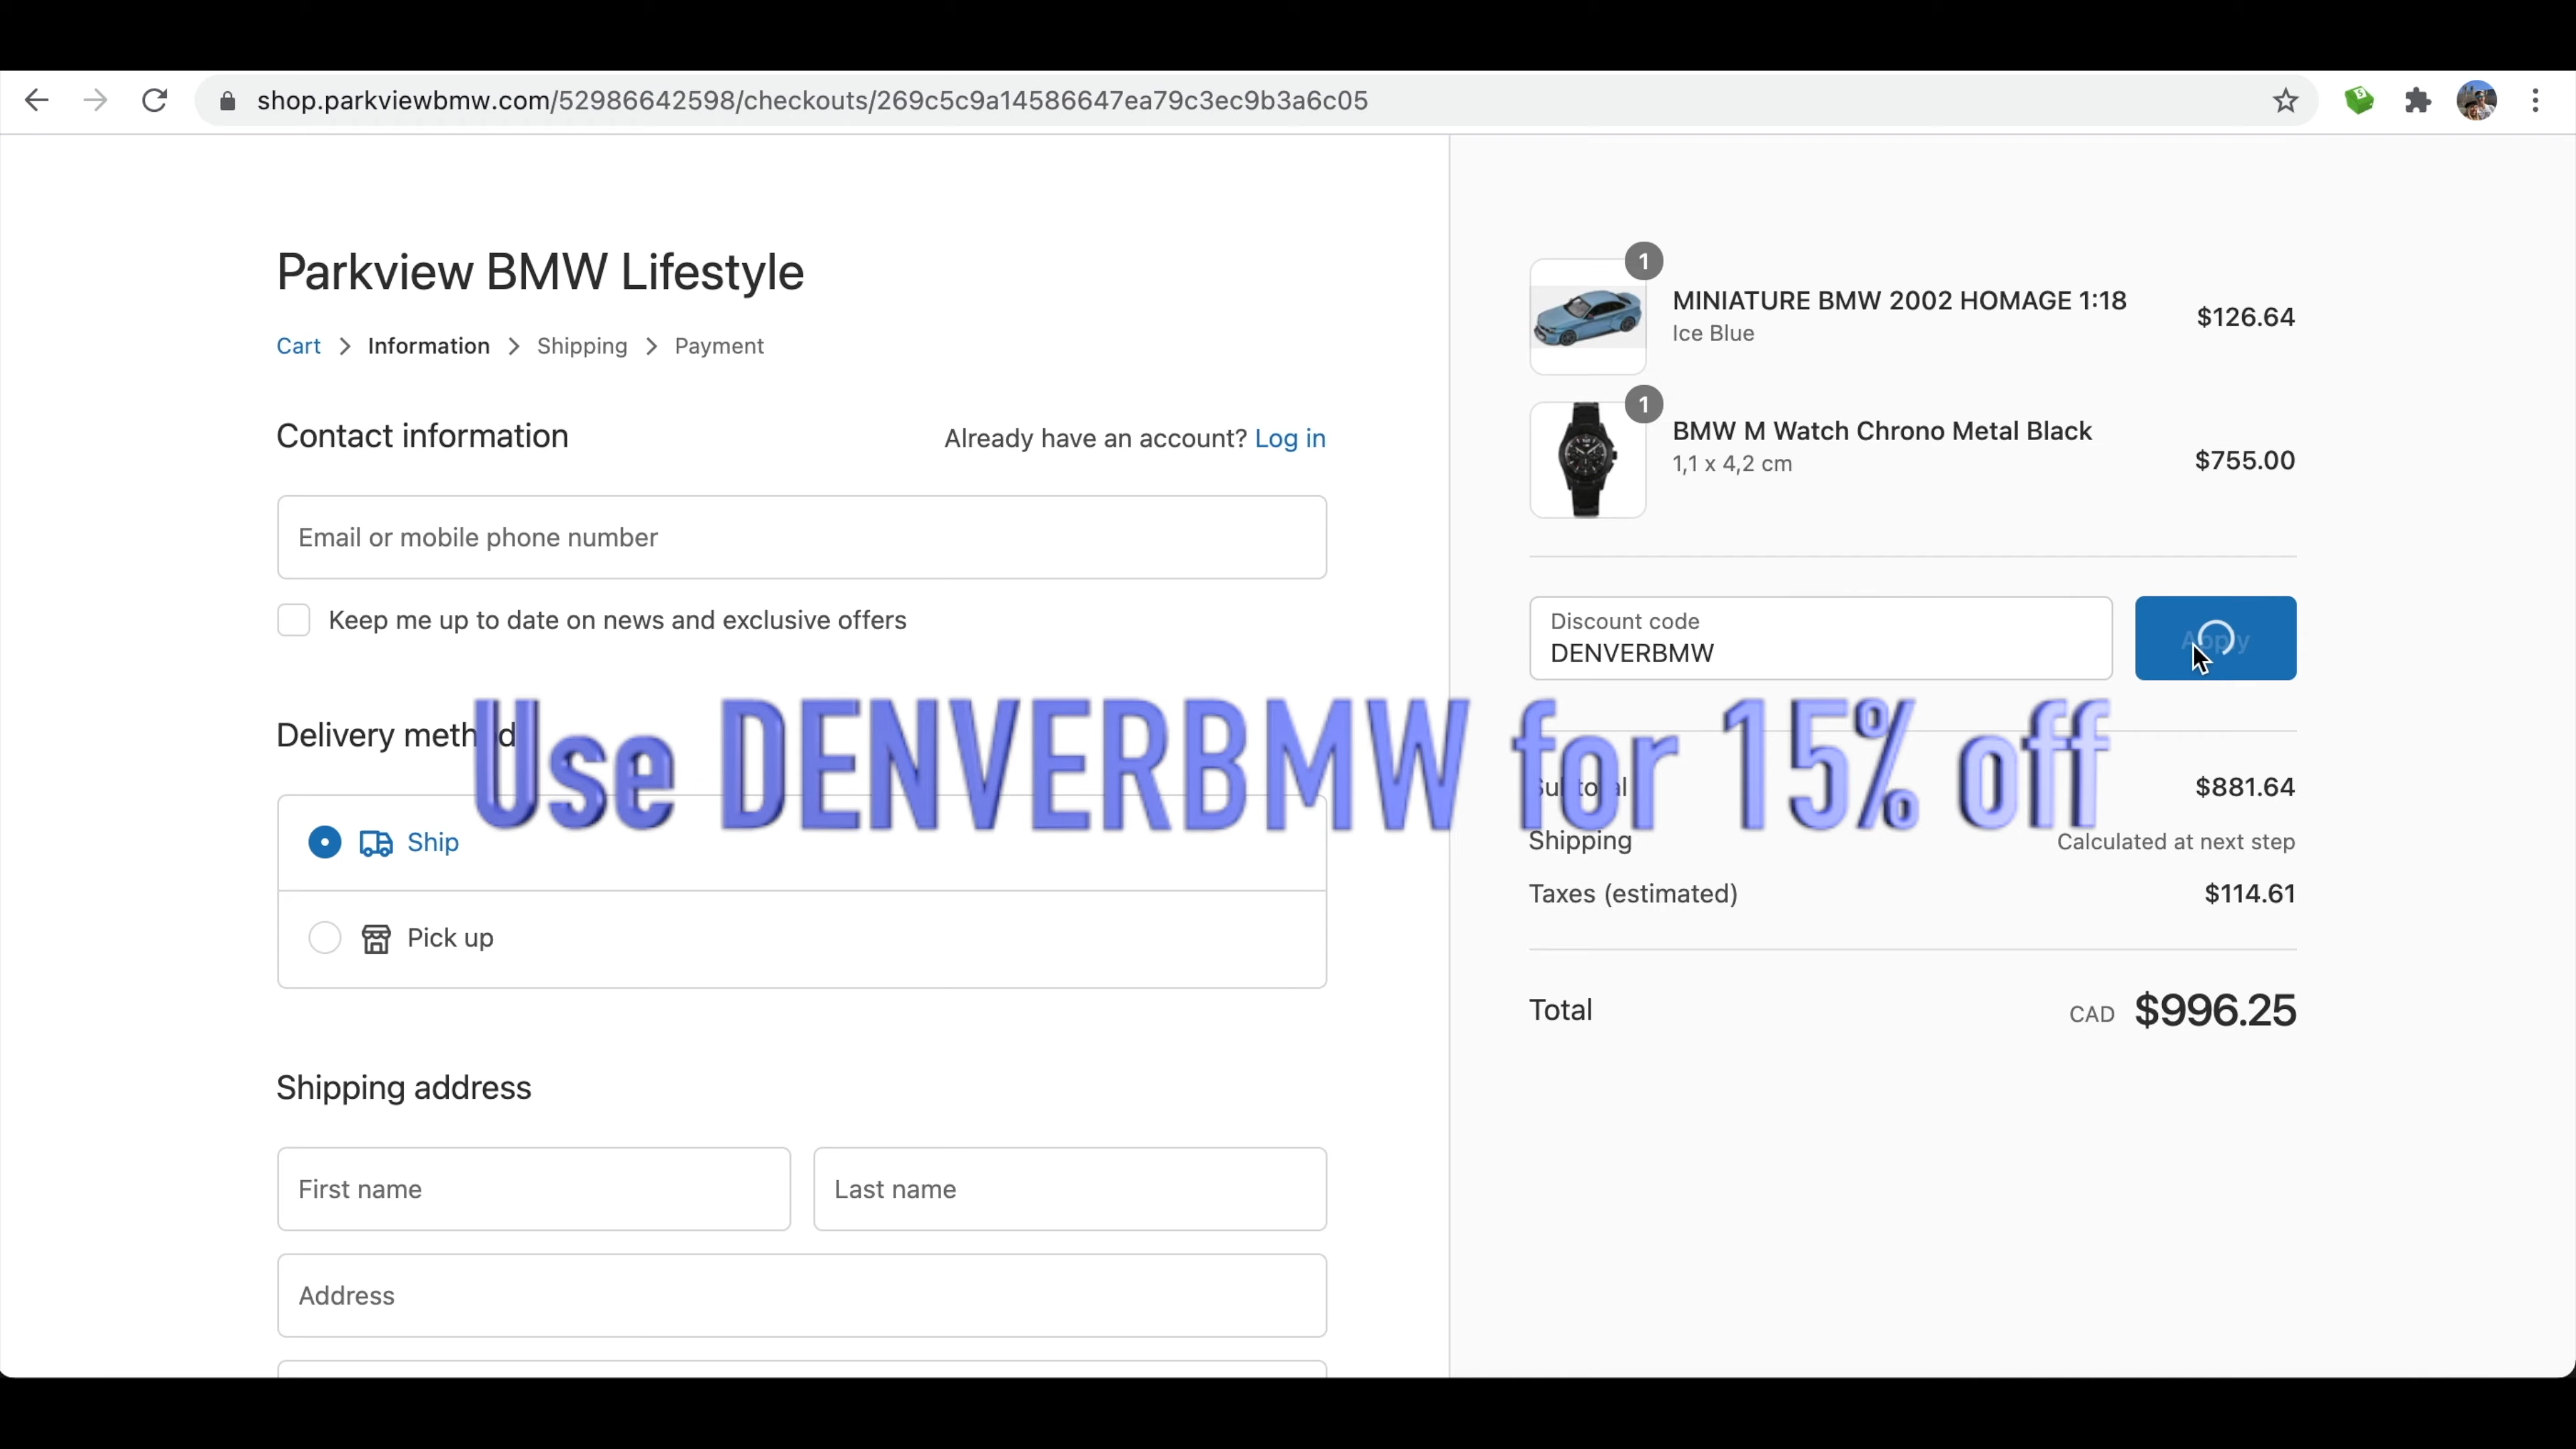 shop.parkviewbmw.com/52986642598/checkouts/269c5c9a14586647ea79c3ec9b3a6c05
Parkview BMW Lifestyle
Cart > Information > Shipping > Payment
Contact information
Already have an account? Log in
Email or mobile phone number
Keep me up to date on news and exclusive offers
Delivery method
Ship
Pick up
Shipping address
First name
Last name
Address
1
MINIATURE BMW 2002 HOMAGE 1:18
Ice Blue
$126.64
1
BMW M Watch Chrono Metal Black
1,1 x 4,2 cm
$755.00
Discount code
DENVERBMW
Apply
Use DENVERBMW for 15% off
Subtotal
$881.64
Shipping
Calculated at next step
Taxes (estimated)
$114.61
Total
CAD $996.25